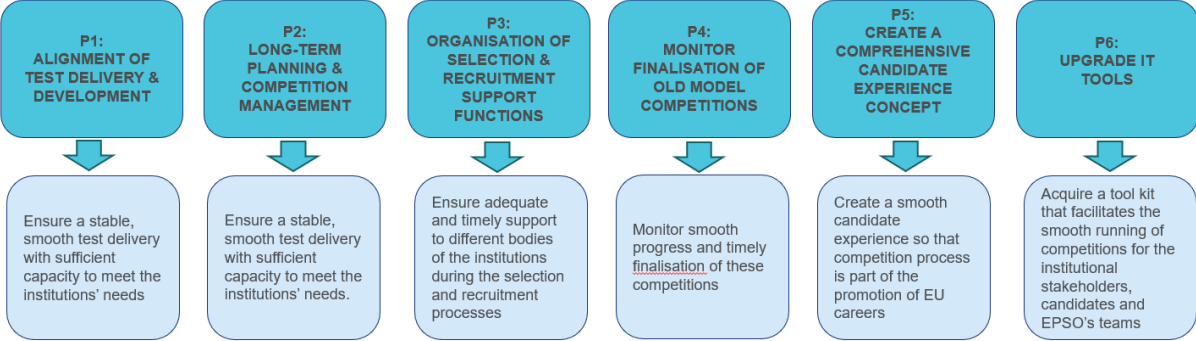 P1:
ALIGNMENT OF
TEST DELIVERY &
DEVELOPMENT
Ensure a stable,
smooth test delivery
with sufficient
capacity to meet the
institutions' needs
P2:
LONG-TERM
PLANNING &
COMPETITION
MANAGEMENT
Ensure a stable,
smooth test delivery
with sufficient
capacity to meet the
institutions' needs.
P3:
ORGANISATION OF
SELECTION &
RECRUITMENT
SUPPORT
FUNCTIONS
Ensure adequate
and timely support
to different bodies
of the institutions
during the selection
and recruitment
processes
P4:
MONITOR
FINALISATION OF
OLD MODEL
COMPETITIONS
Monitor smooth
progress and timely
finalisation of these
competitions
P5:
CREATE A
COMPREHENSIVE
CANDIDATE
EXPERIENCE
CONCEPT
Create a smooth
candidate
experience so that
competition process
is part of the
promotion of EU
careers
P6:
UPGRADE IT
TOOLS
Acquire a tool kit
that facilitates the
smooth running of
competitions for the
institutional
stakeholders,
candidates and
EPSO's teams